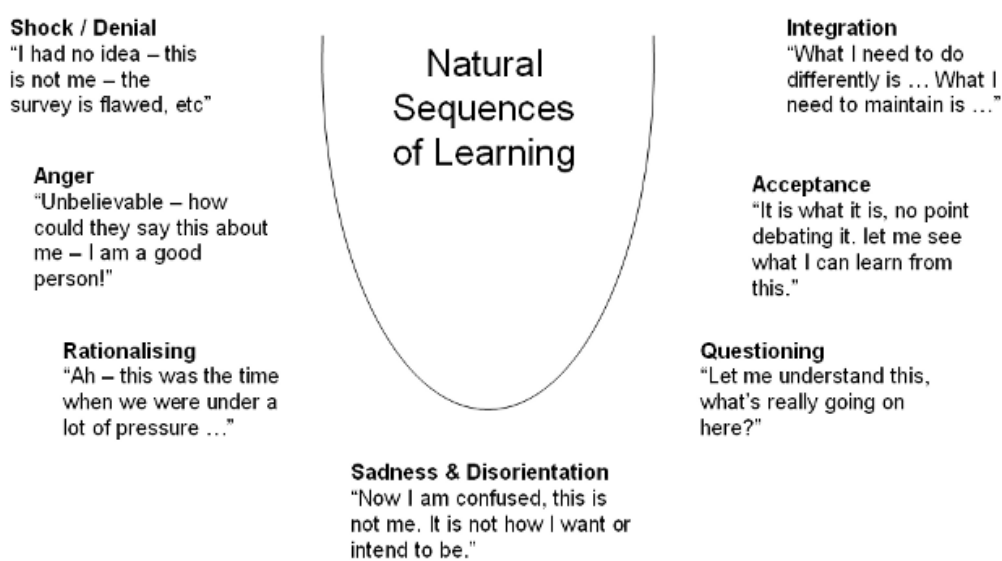 Shock / Denial
“I had no idea – this
is not me – the
survey is flawed, etc”
Anger
“Unbelievable – how
could they say this about
me – I am a good
person!”
Rationalising
“Ah – this was the time
when we were under a
lot of pressure …”
Sadness & Disorientation
“Now I am confused, this is
not me. It is not how I want or
intend to be.”
Natural
Sequences
of Learning
Questioning
“Let me understand this,
what’s really going on
here?”
Acceptance
“It is what it is, no point
debating it. let me see
what I can learn from
this.”
Integration
“What I need to do
differently is … What I
need to maintain is …”